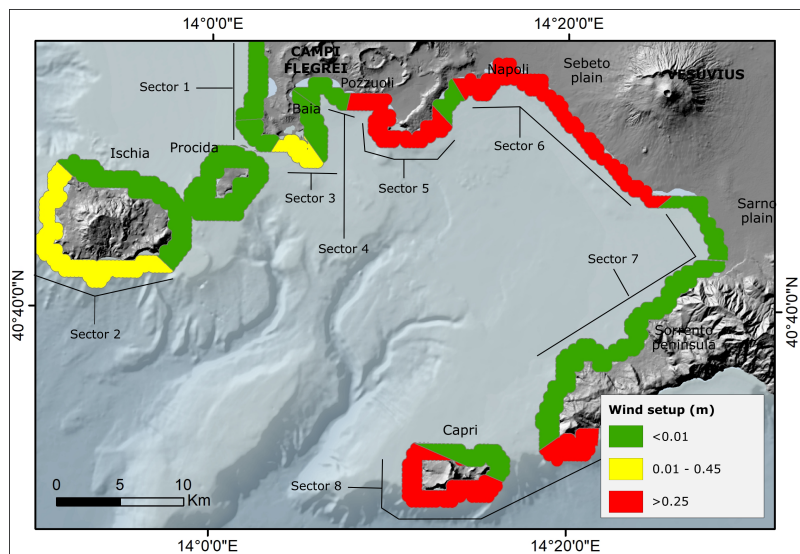 14°0'0"E
14°20'0"E
CAMPI
FLEGREI
Pozzuoli
Napoli
Sebeto
plain
VESUVIUS
Sector 1
Baia
Procida
Ischia
Sector 6
Sector 5
Sector 3
Sector 4
Sarno
plain
Sector 7
40°40'0"N
40°40'0"N
Sector 2
Sorrento
peninsula
Capri
Sector 8
Wind setup (m)
<0.01
0.01 - 0.45
>0.25
0
5
10
Km
14°0'0"E
14°20'0"E